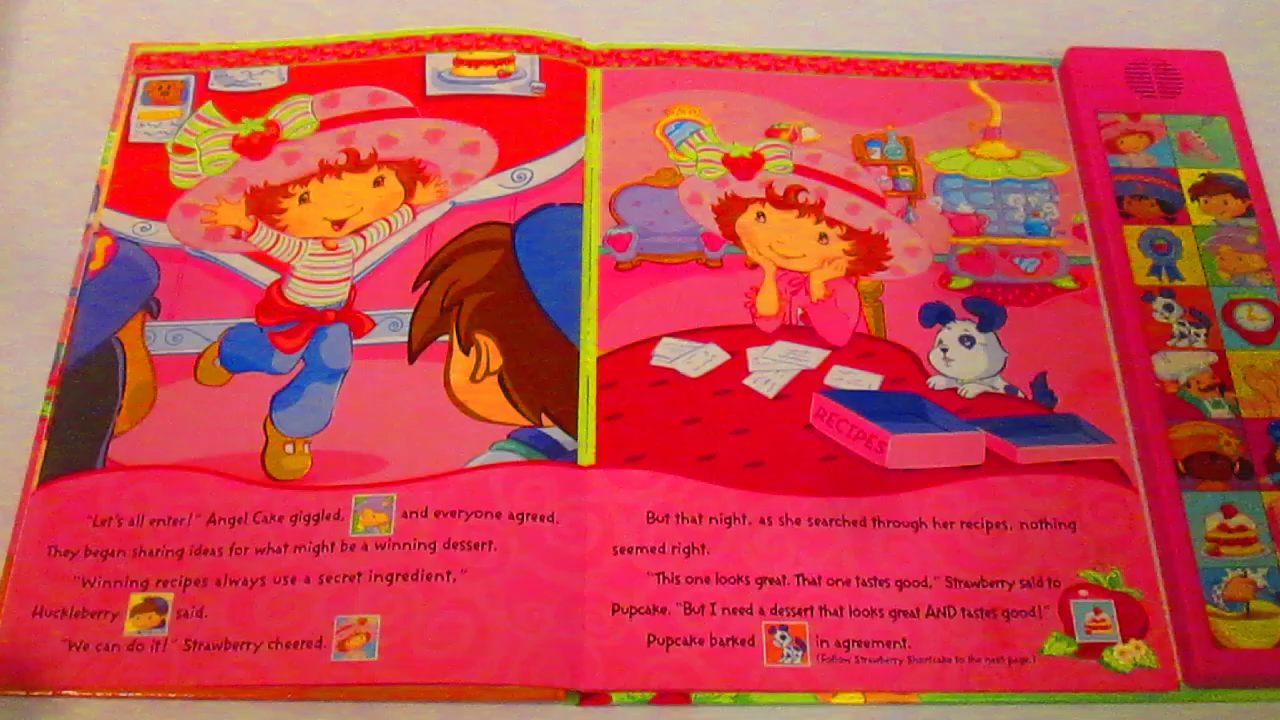 "Let's all enter!" Angel Cake giggled, and everyone agreed.
They began sharing ideas for what might be a winning dessert.
"Winning recipes always use a secret ingredient,"
Huckleberry said.
"We can do it!" Strawberry cheered.
RECIPES
But that night, as she searched through her recipes, nothing
seemed right.
"This one looks great. That one tastes good," Strawberry said to
Pupcake. "But I need a dessert that looks great AND tastes good!"
Pupcake barked in agreement.
(Follow Strawberry Shortcake to the next page.)